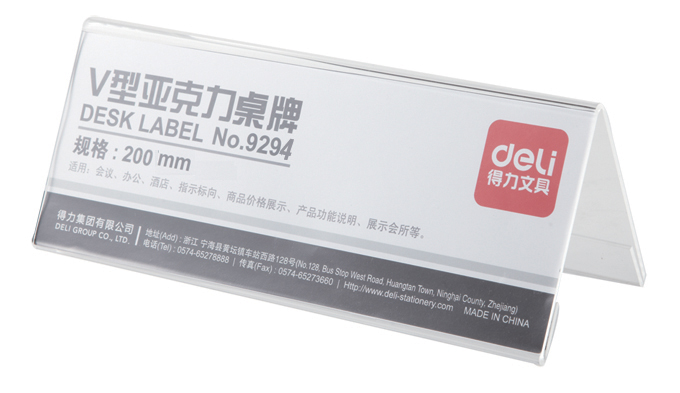 V型亚克力桌牌
DESK LABEL No.9294
规格：200 mm
适用：会议、办公、酒店、指示标向、商品价格展示、产品功能说明、展示会所等。
deli
得力文具
得力集团有限公司
DELI GROUP CO., LTD.
地址(Add)：浙江 宁海县黄坛镇车站西路128号(No.128, Bus Stop West Road, Huangtan Town, Ninghai County, Zhejiang)
电话(Tel)：0574-65278888 | 传真(Fax)：0574-65273660 | Http://www.deli-stationery.com MADE IN CHINA